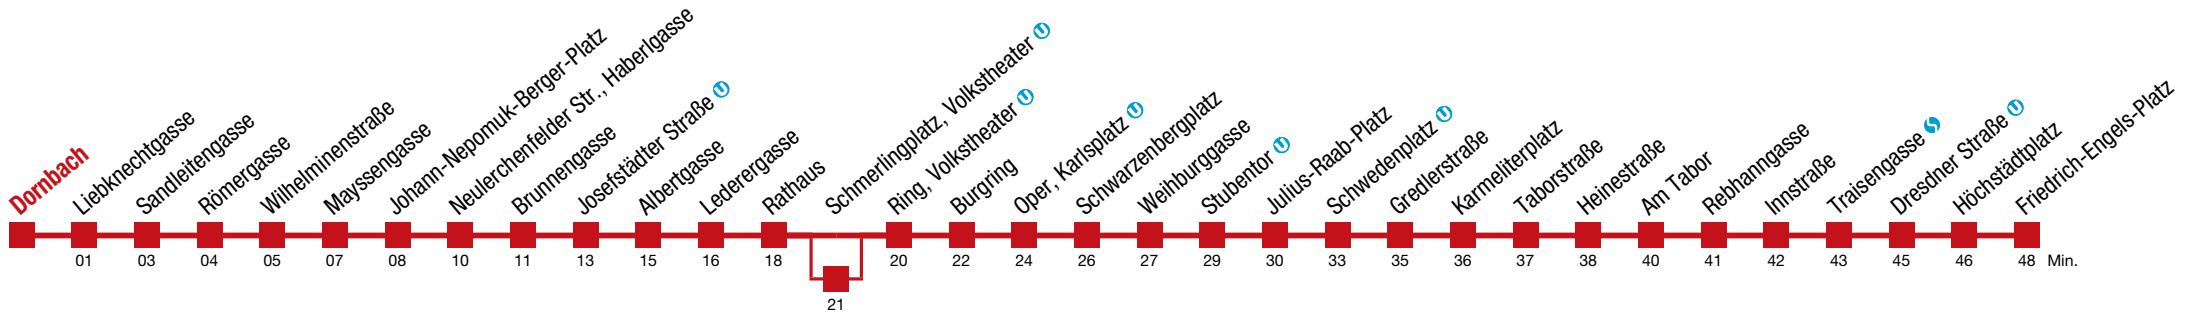 Dornbach
Liebknechtgasse
Sandleitengasse
Römergasse
Wilhelminenstraße
Mayssengasse
Johann-Nepomuk-Berger-Platz
Neulerchenfelder Str., Haberlgasse
Brunnengasse
Josefstädter Straße U
Albertgasse
Lederergasse
Rathaus
Schmerlingplatz, Volkstheater U
Ring, Volkstheater U
Burgring
Oper, Karlsplatz U
Schwarzenbergplatz
Weihburggasse
Stubentor U
Julius-Raab-Platz
Schwedenplatz U
Gredlerstraße
Karmeliterplatz
Taborstraße
Heinestraße
Am Tabor
Rebhanngasse
Innstraße
Traisengasse S
Dresdner Straße U
Höchstädtplatz
Friedrich-Engels-Platz
01 03 04 05 07 08 10 11 13 15 16 18 20 22 24 26 27 29 30 33 35 36 37 38 40 41 42 43 45 46 48 Min.
21